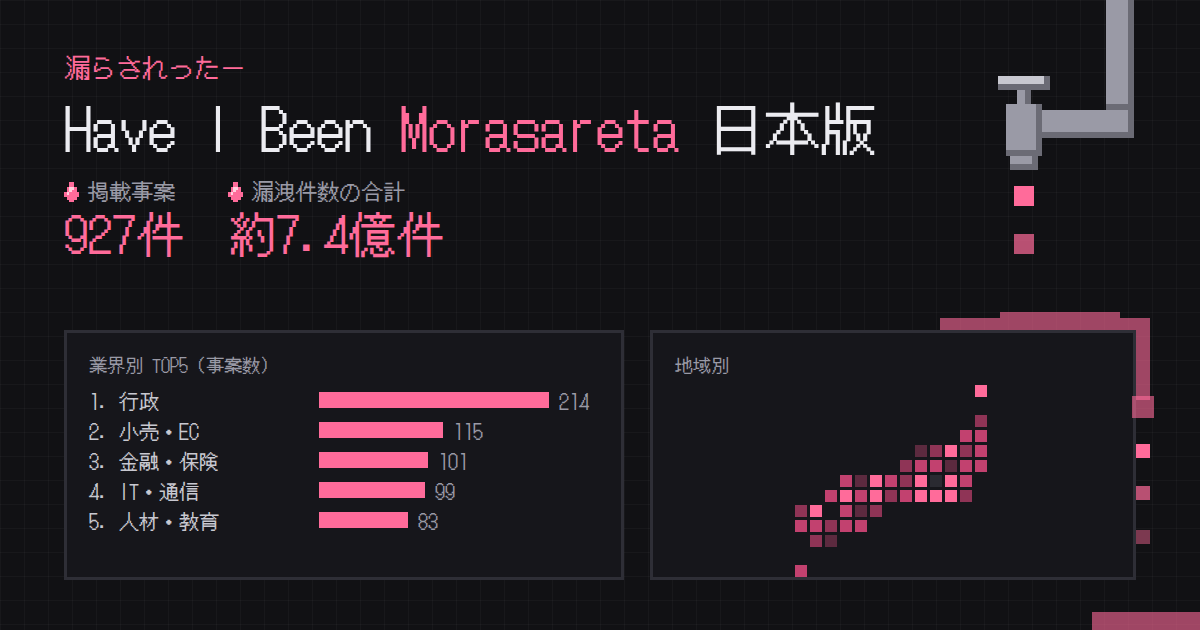 漏らされったー
Have I Been Morasareta 日本版
掲載事案 漏洩件数の合計
927件 約7.4億件
業界別 TOP5（事案数）
1. 行政 214
2. 小売・EC 115
3. 金融・保険 101
4. IT・通信 99
5. 人材・教育 83
地域別